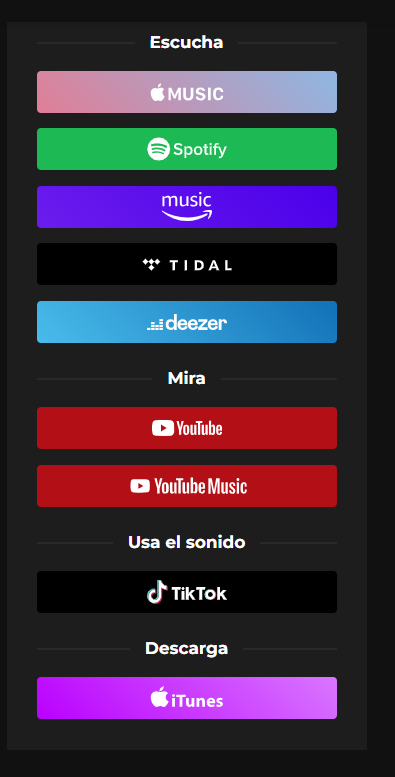 Escucha
MUSIC
Spotify
music
TIDAL
deezer
Mira
YouTube
YouTube Music
Usa el sonido
TikTok
Descarga
iTunes